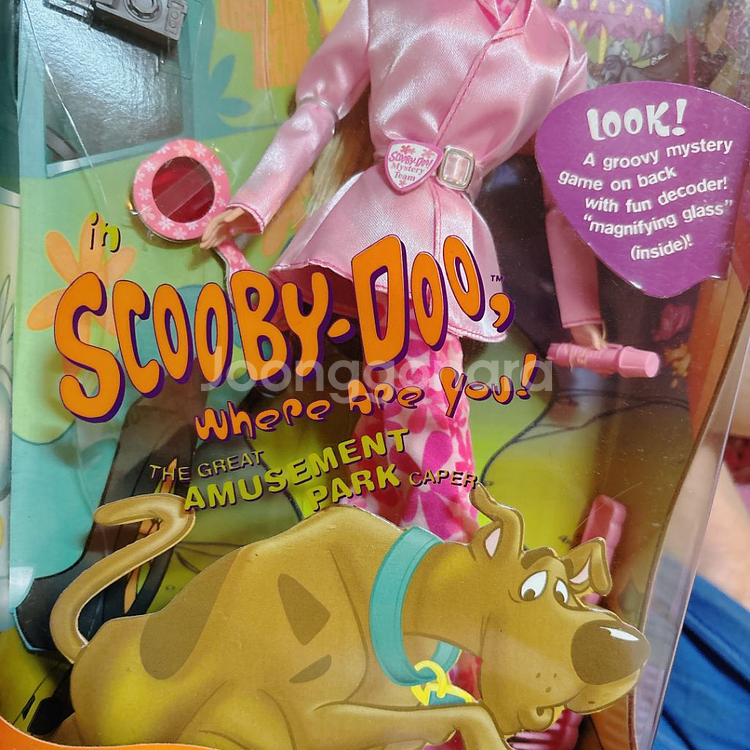 LOOK!
A groovy mystery
game on back
with fun decoder!
"magnifying glass"
(inside)!
SCOOBY-DOO!
Mystery
Team
in
SCOOBY-DOO,™
Where Are You!
THE GREAT
AMUSEMENT
PARK CAPER
Joonggonara